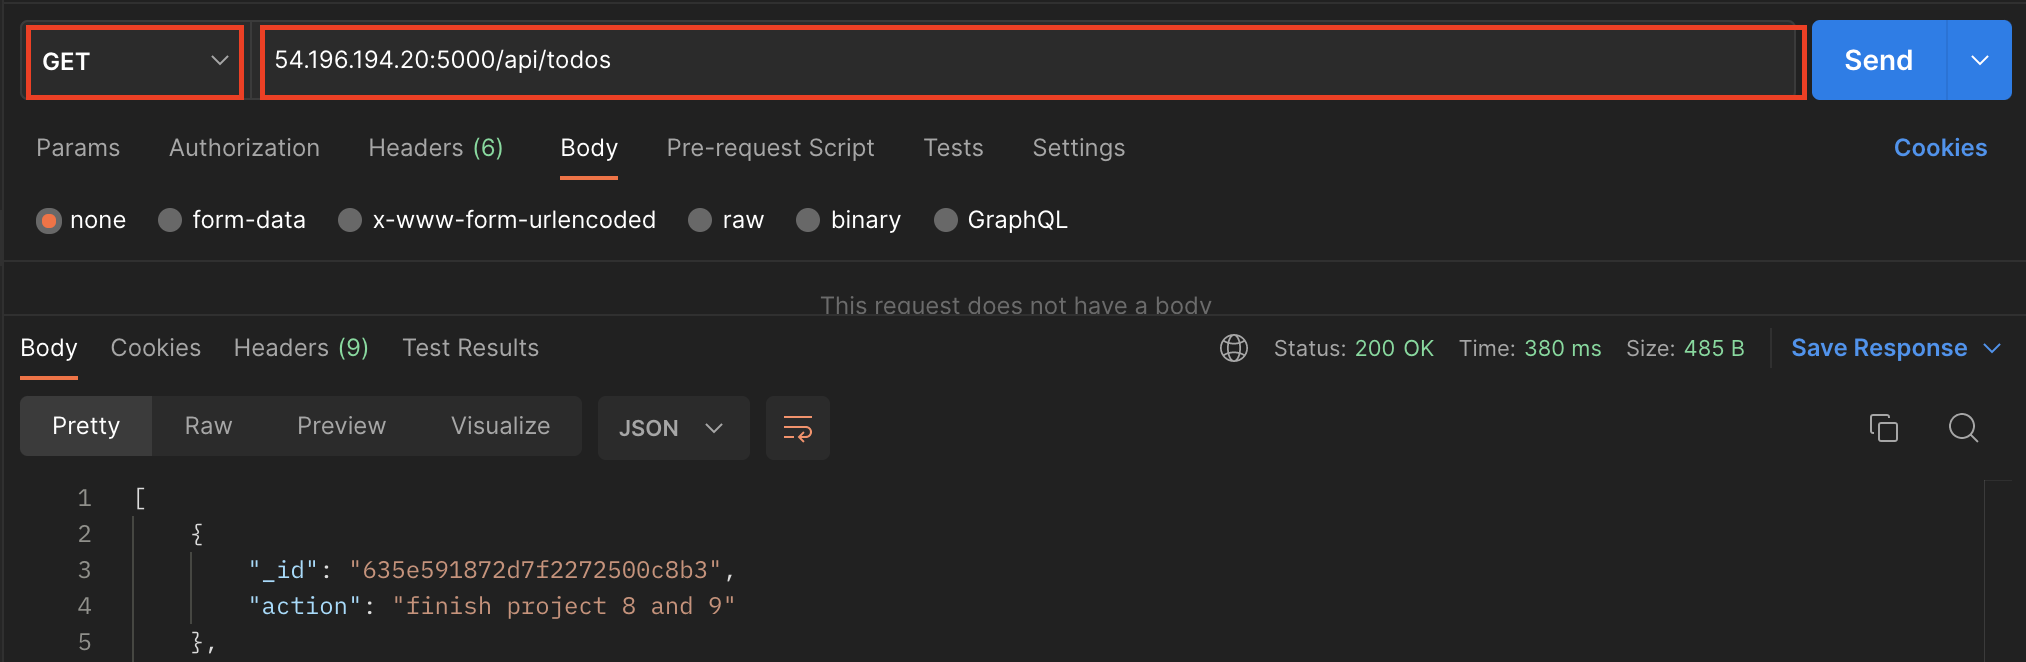 GET 54.196.194.20:5000/api/todos Send
Params Authorization Headers (6) Body Pre-request Script Tests Settings Cookies
none form-data x-www-form-urlencoded raw binary GraphQL
This request does not have a body
Body Cookies Headers (9) Test Results Status: 200 OK Time: 380 ms Size: 485 B Save Response
Pretty Raw Preview Visualize JSON
1 [
2 {
3 "_id": "635e591872d7f2272500c8b3",
4 "action": "finish project 8 and 9"
5 },